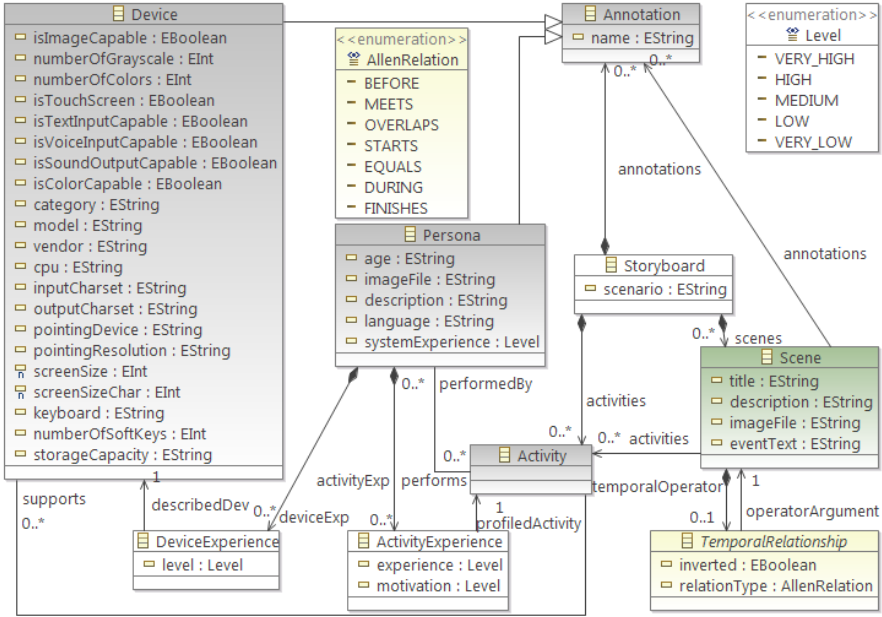 Device
isImageCapable : EBoolean
numberOfGrayscale : EInt
numberOfColors : EInt
isTouchScreen : EBoolean
isTextInputCapable : EBoolean
isVoiceInputCapable : EBoolean
isSoundOutputCapable : EBoolean
isColorCapable : EBoolean
category : EString
model : EString
vendor : EString
cpu : EString
inputCharset : EString
outputCharset : EString
pointingDevice : EString
pointingResolution : EString
screenSize : EInt
screenSizeChar : EInt
keyboard : EString
numberOfSoftKeys : EInt
storageCapacity : EString
<<enumeration>>
AllenRelation
BEFORE
MEETS
OVERLAPS
STARTS
EQUALS
DURING
FINISHES
Annotation
name : EString
0..*
0..*
<<enumeration>>
Level
VERY_HIGH
HIGH
MEDIUM
LOW
VERY_LOW
annotations
annotations
Persona
age : EString
imageFile : EString
description : EString
language : EString
systemExperience : Level
Storyboard
scenario : EString
0..*
scenes
Scene
title : EString
description : EString
imageFile : EString
eventText : EString
0..*
performedBy
activities
0..*
0..*
activities
0..*
Activity
supports
0..*
1
describedDev
0..*
deviceExp
activityExp
0..*
performs
1
profiledActivity
temporalOperator
0..1
1
operatorArgument
DeviceExperience
level : Level
ActivityExperience
experience : Level
motivation : Level
TemporalRelationship
inverted : EBoolean
relationType : AllenRelation